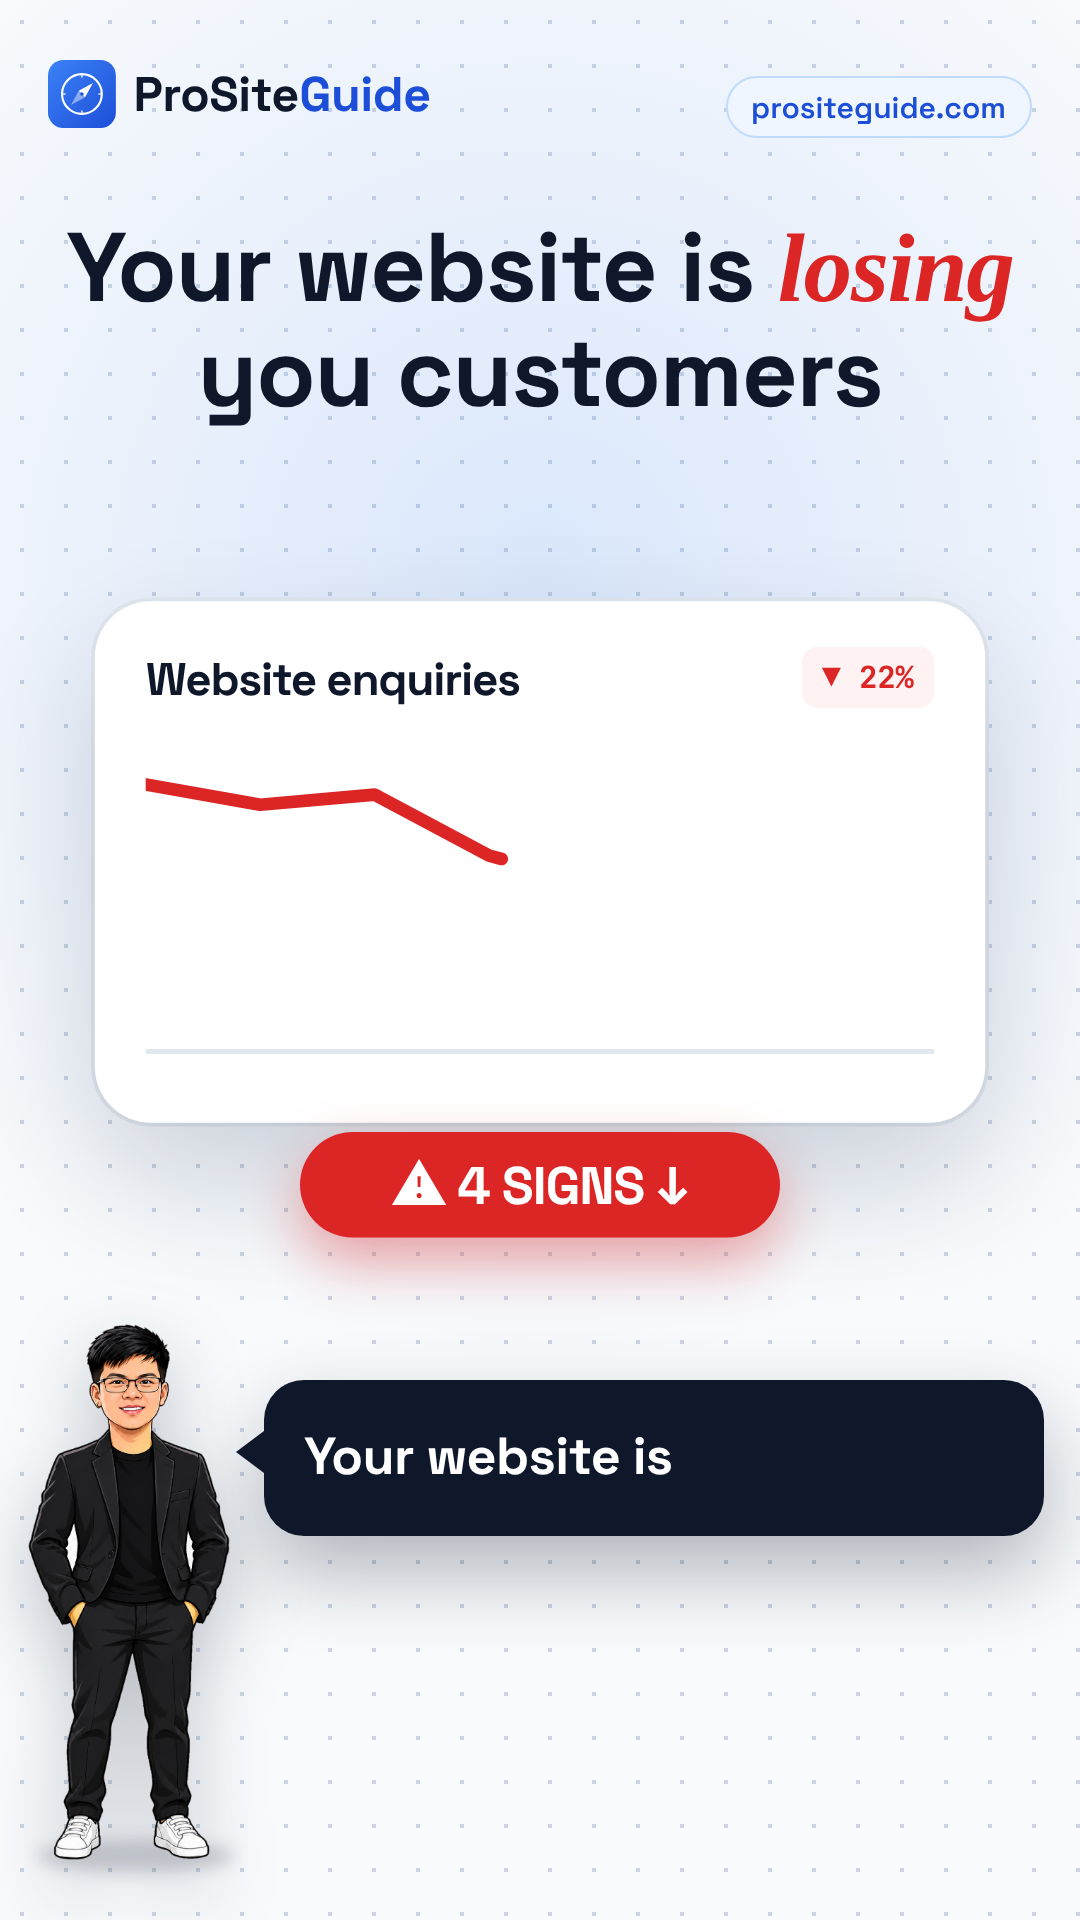 ProSiteGuide
prositeguide.com
Your website is losing
you customers
Website enquiries
▼ 22%
4 SIGNS ↓
Your website is